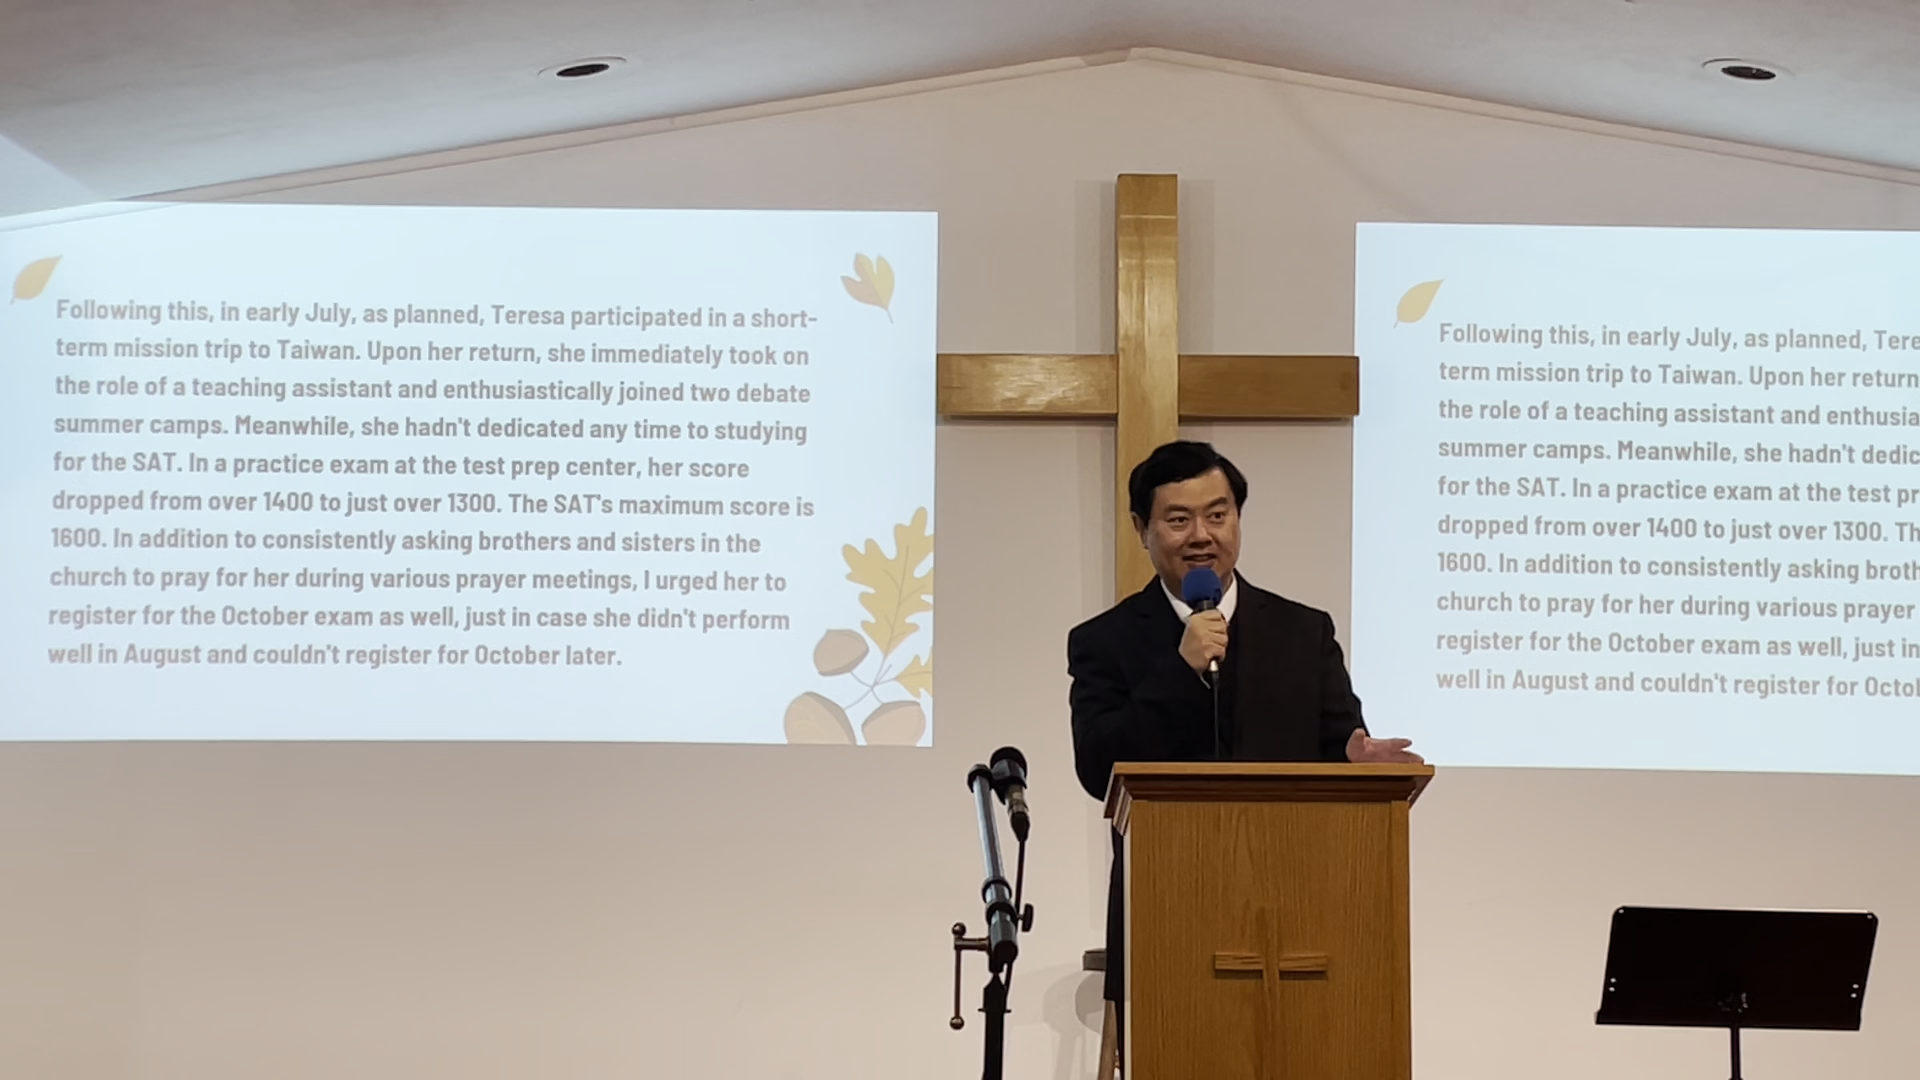 Following this, in early July, as planned, Teresa participated in a short-
term mission trip to Taiwan. Upon her return, she immediately took on
the role of a teaching assistant and enthusiastically joined two debate
summer camps. Meanwhile, she hadn't dedicated any time to studying
for the SAT. In a practice exam at the test prep center, her score
dropped from over 1400 to just over 1300. The SAT's maximum score is
1600. In addition to consistently asking brothers and sisters in the
church to pray for her during various prayer meetings, I urged her to
register for the October exam as well, just in case she didn't perform
well in August and couldn't register for October later.
Following this, in early July, as planned, Tere
term mission trip to Taiwan. Upon her return
the role of a teaching assistant and enthusia
summer camps. Meanwhile, she hadn't dedic
for the SAT. In a practice exam at the test pr
dropped from over 1400 to just over 1300. Th
1600. In addition to consistently asking broth
church to pray for her during various prayer
register for the October exam as well, just in
well in August and couldn't register for Octo